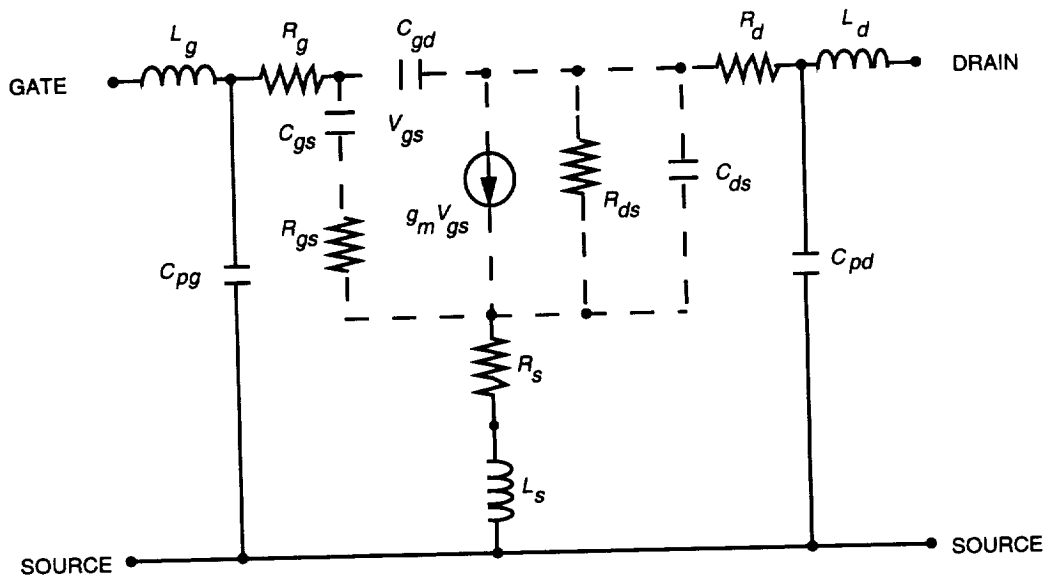 L_g
R_g
C_gd
R_d
L_d
GATE
DRAIN
C_gs
V_gs
g_m V_gs
R_ds
C_ds
R_gs
C_pg
C_pd
R_s
L_s
SOURCE
SOURCE